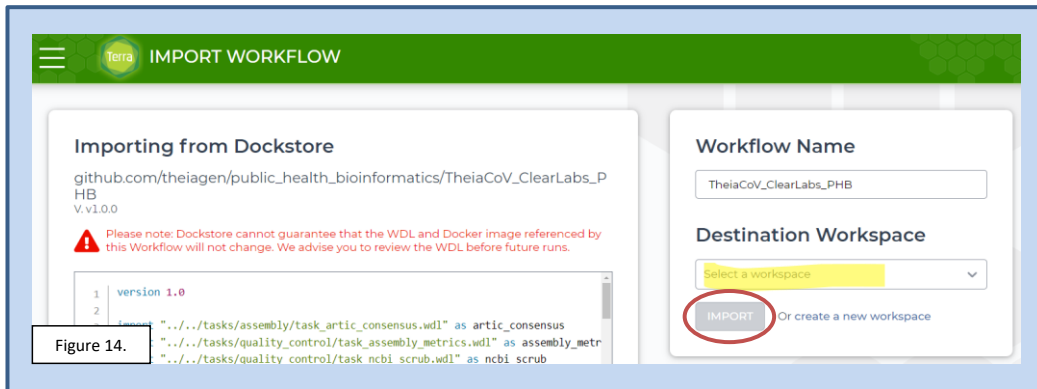 Terra IMPORT WORKFLOW
Importing from Dockstore
github.com/theiagen/public_health_bioinformatics/TheiaCoV_ClearLabs_P
HB
V. v1.0.0
Please note: Dockstore cannot guarantee that the WDL and Docker image referenced by
this Workflow will not change. We advise you to review the WDL before future runs.
1 version 1.0
2
"../../tasks/assembly/task_artic_consensus.wdl" as artic_consensus
"../../tasks/quality_control/task_assembly_metrics.wdl" as assembly_metr
"../../tasks/quality_control/task_ncbi_scrub.wdl" as ncbi_scrub
Figure 14.
Workflow Name
TheiaCoV_ClearLabs_PHB
Destination Workspace
Select a workspace
IMPORT Or create a new workspace